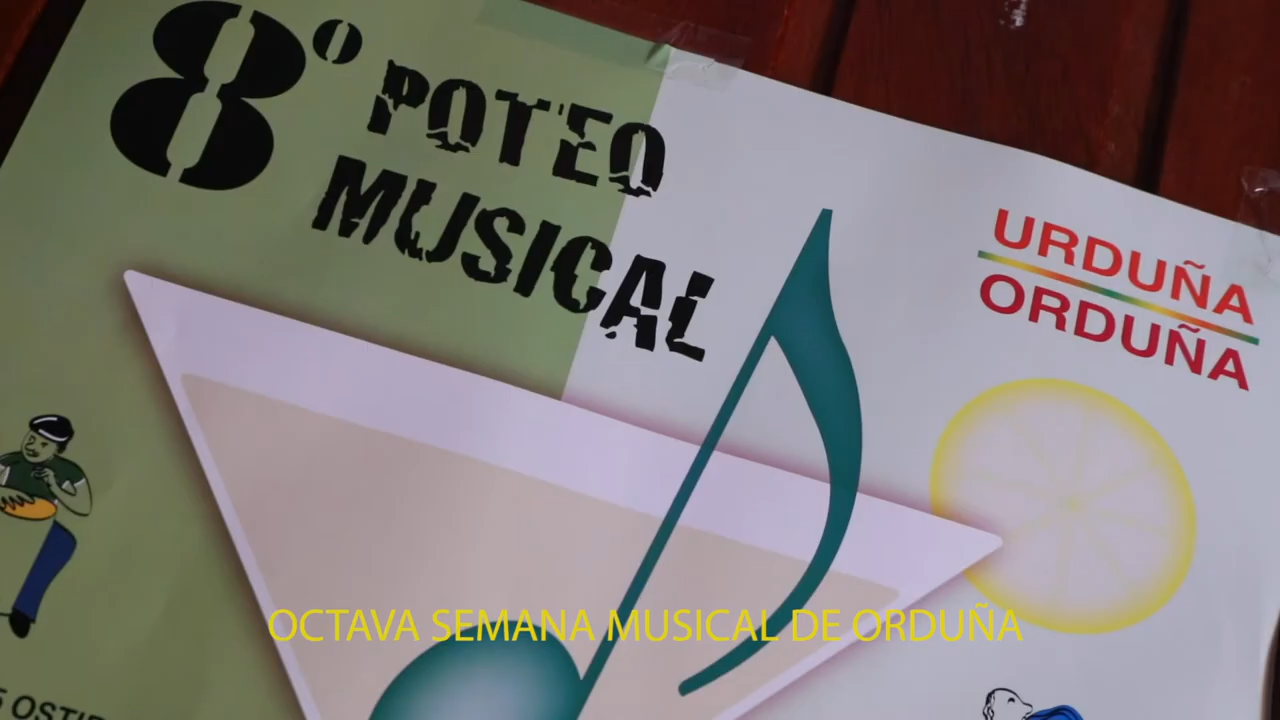 8º POTEO
MUSICAL
URDUÑA
ORDUÑA
OCTAVA SEMANA MUSICAL DE ORDUÑA